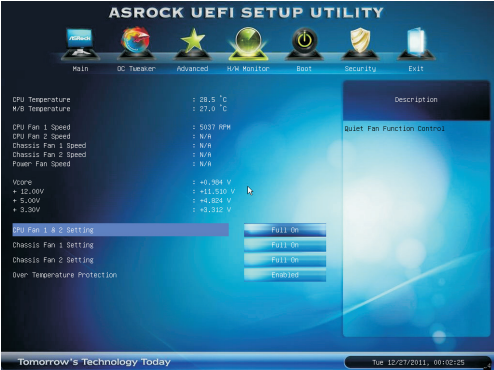 ASROCK UEFI SETUP UTILITY
ASRock
Main OC Tweaker Advanced H/W Monitor Boot Security Exit
CPU Temperature : 28.5 °C
M/B Temperature : 27.0 °C
CPU Fan 1 Speed : 5037 RPM
CPU Fan 2 Speed : N/A
Chassis Fan 1 Speed : N/A
Chassis Fan 2 Speed : N/A
Power Fan Speed : N/A
Vcore : +0.984 V
+ 12.00V : +11.510 V
+ 5.00V : +4.824 V
+ 3.30V : +3.312 V
CPU Fan 1 & 2 Setting Full On
Chassis Fan 1 Setting Full On
Chassis Fan 2 Setting Full On
Over Temperature Protection Enabled
Description
Quiet Fan Function Control
Tomorrow's Technology Today
Tue 12/27/2011, 00:02:25